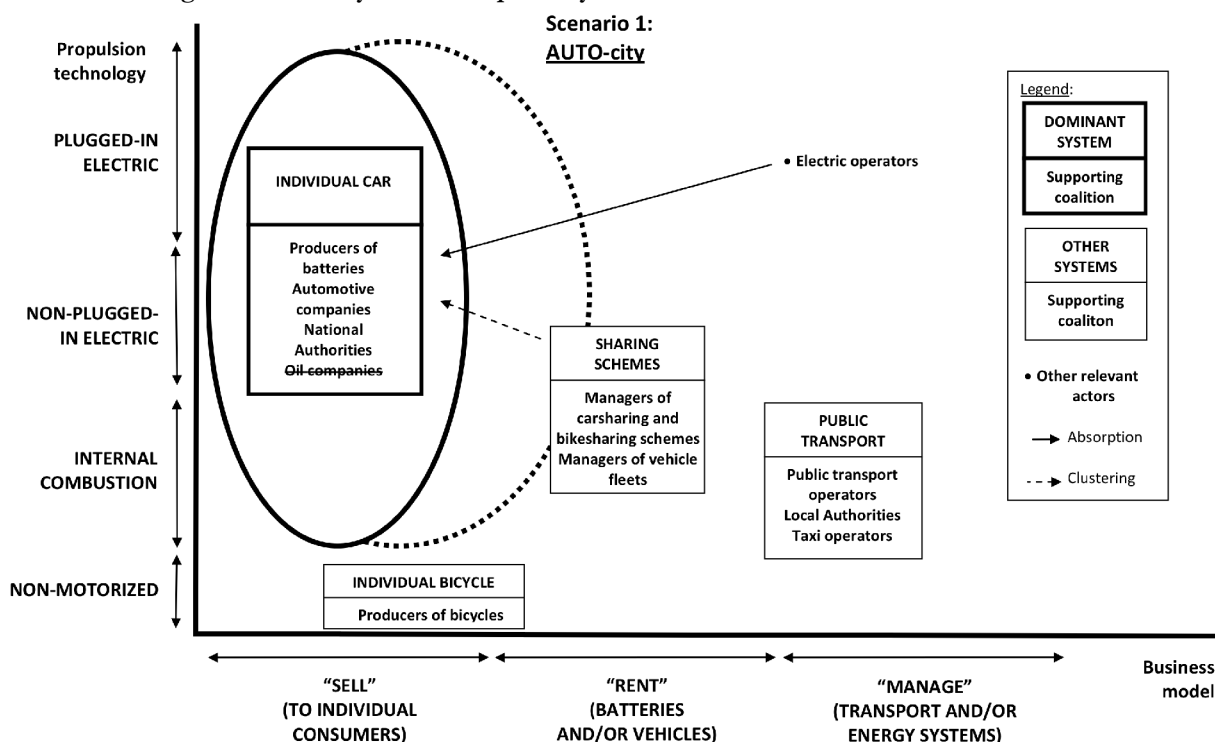 Scenario 1:
AUTO-city
Propulsion
technology
PLUGGED-IN
ELECTRIC
NON-PLUGGED-
IN ELECTRIC
INTERNAL
COMBUSTION
NON-MOTORIZED
INDIVIDUAL CAR
Producers of
batteries
Automotive
companies
National
Authorities
Oil companies
• Electric operators
SHARING
SCHEMES
Managers of
carsharing and
bikesharing schemes
Managers of vehicle
fleets
PUBLIC
TRANSPORT
Public transport
operators
Local Authorities
Taxi operators
INDIVIDUAL BICYCLE
Producers of bicycles
Legend:
DOMINANT
SYSTEM
Supporting
coalition
OTHER
SYSTEMS
Supporting
coaliton
• Other relevant
actors
Absorption
Clustering
“SELL”
(TO INDIVIDUAL
CONSUMERS)
“RENT”
(BATTERIES
AND/OR VEHICLES)
“MANAGE”
(TRANSPORT AND/OR
ENERGY SYSTEMS)
Business
model